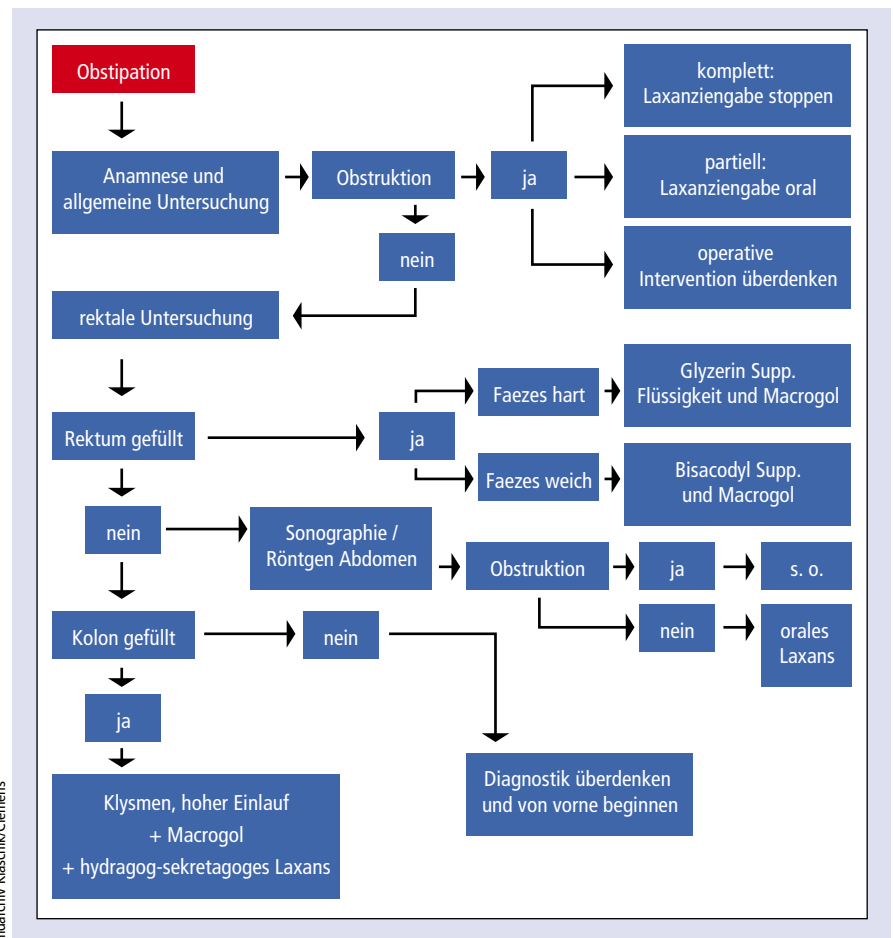 Obstipation
komplett:
Laxanziengabe stoppen
Anamnese und
allgemeine Untersuchung
Obstruktion
ja
partiell:
Laxanziengabe oral
nein
operative
Intervention überdenken
rektale Untersuchung
Rektum gefüllt
ja
Faezes hart
Glyzerin Supp.
Flüssigkeit und Macrogol
Faezes weich
Bisacodyl Supp.
und Macrogol
nein
Sonographie /
Röntgen Abdomen
Obstruktion
ja
s. o.
nein
orales
Laxans
Kolon gefüllt
nein
ja
Diagnostik überdenken
und von vorne beginnen
Klysmen, hoher Einlauf
+ Macrogol
+ hydragog-sekretagoges Laxans
Klaschik/Clemens